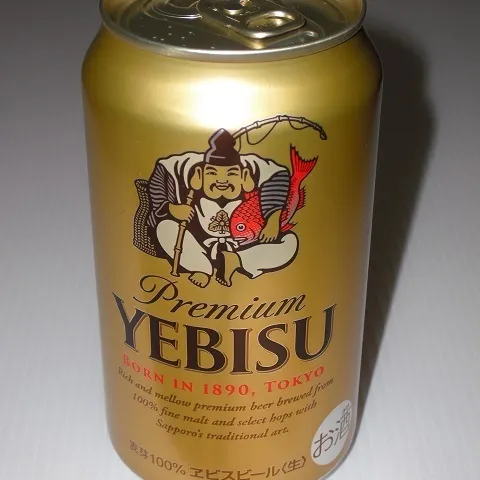 Premium
YEBISU
BORN IN 1890, TOKYO
Rich and mellow premium beer brewed from
100% fine malt and select hops with
Sapporo's traditional art.
お酒
麦芽100% ヱビスビール〈生〉